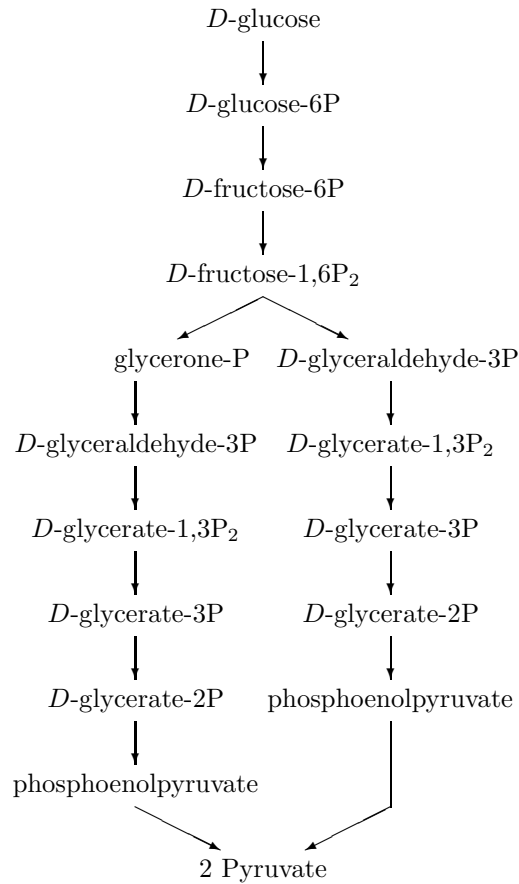 D-glucose
D-glucose-6P
D-fructose-6P
D-fructose-1,6P₂
glycerone-P D-glyceraldehyde-3P
D-glyceraldehyde-3P D-glycerate-1,3P₂
D-glycerate-1,3P₂ D-glycerate-3P
D-glycerate-3P D-glycerate-2P
D-glycerate-2P phosphoenolpyruvate
phosphoenolpyruvate
2 Pyruvate